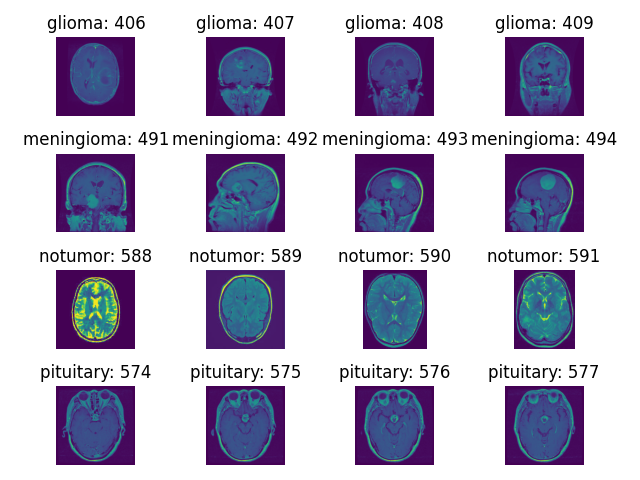 glioma: 406 glioma: 407 glioma: 408 glioma: 409
meningioma: 491 meningioma: 492 meningioma: 493 meningioma: 494
notumor: 588 notumor: 589 notumor: 590 notumor: 591
pituitary: 574 pituitary: 575 pituitary: 576 pituitary: 577